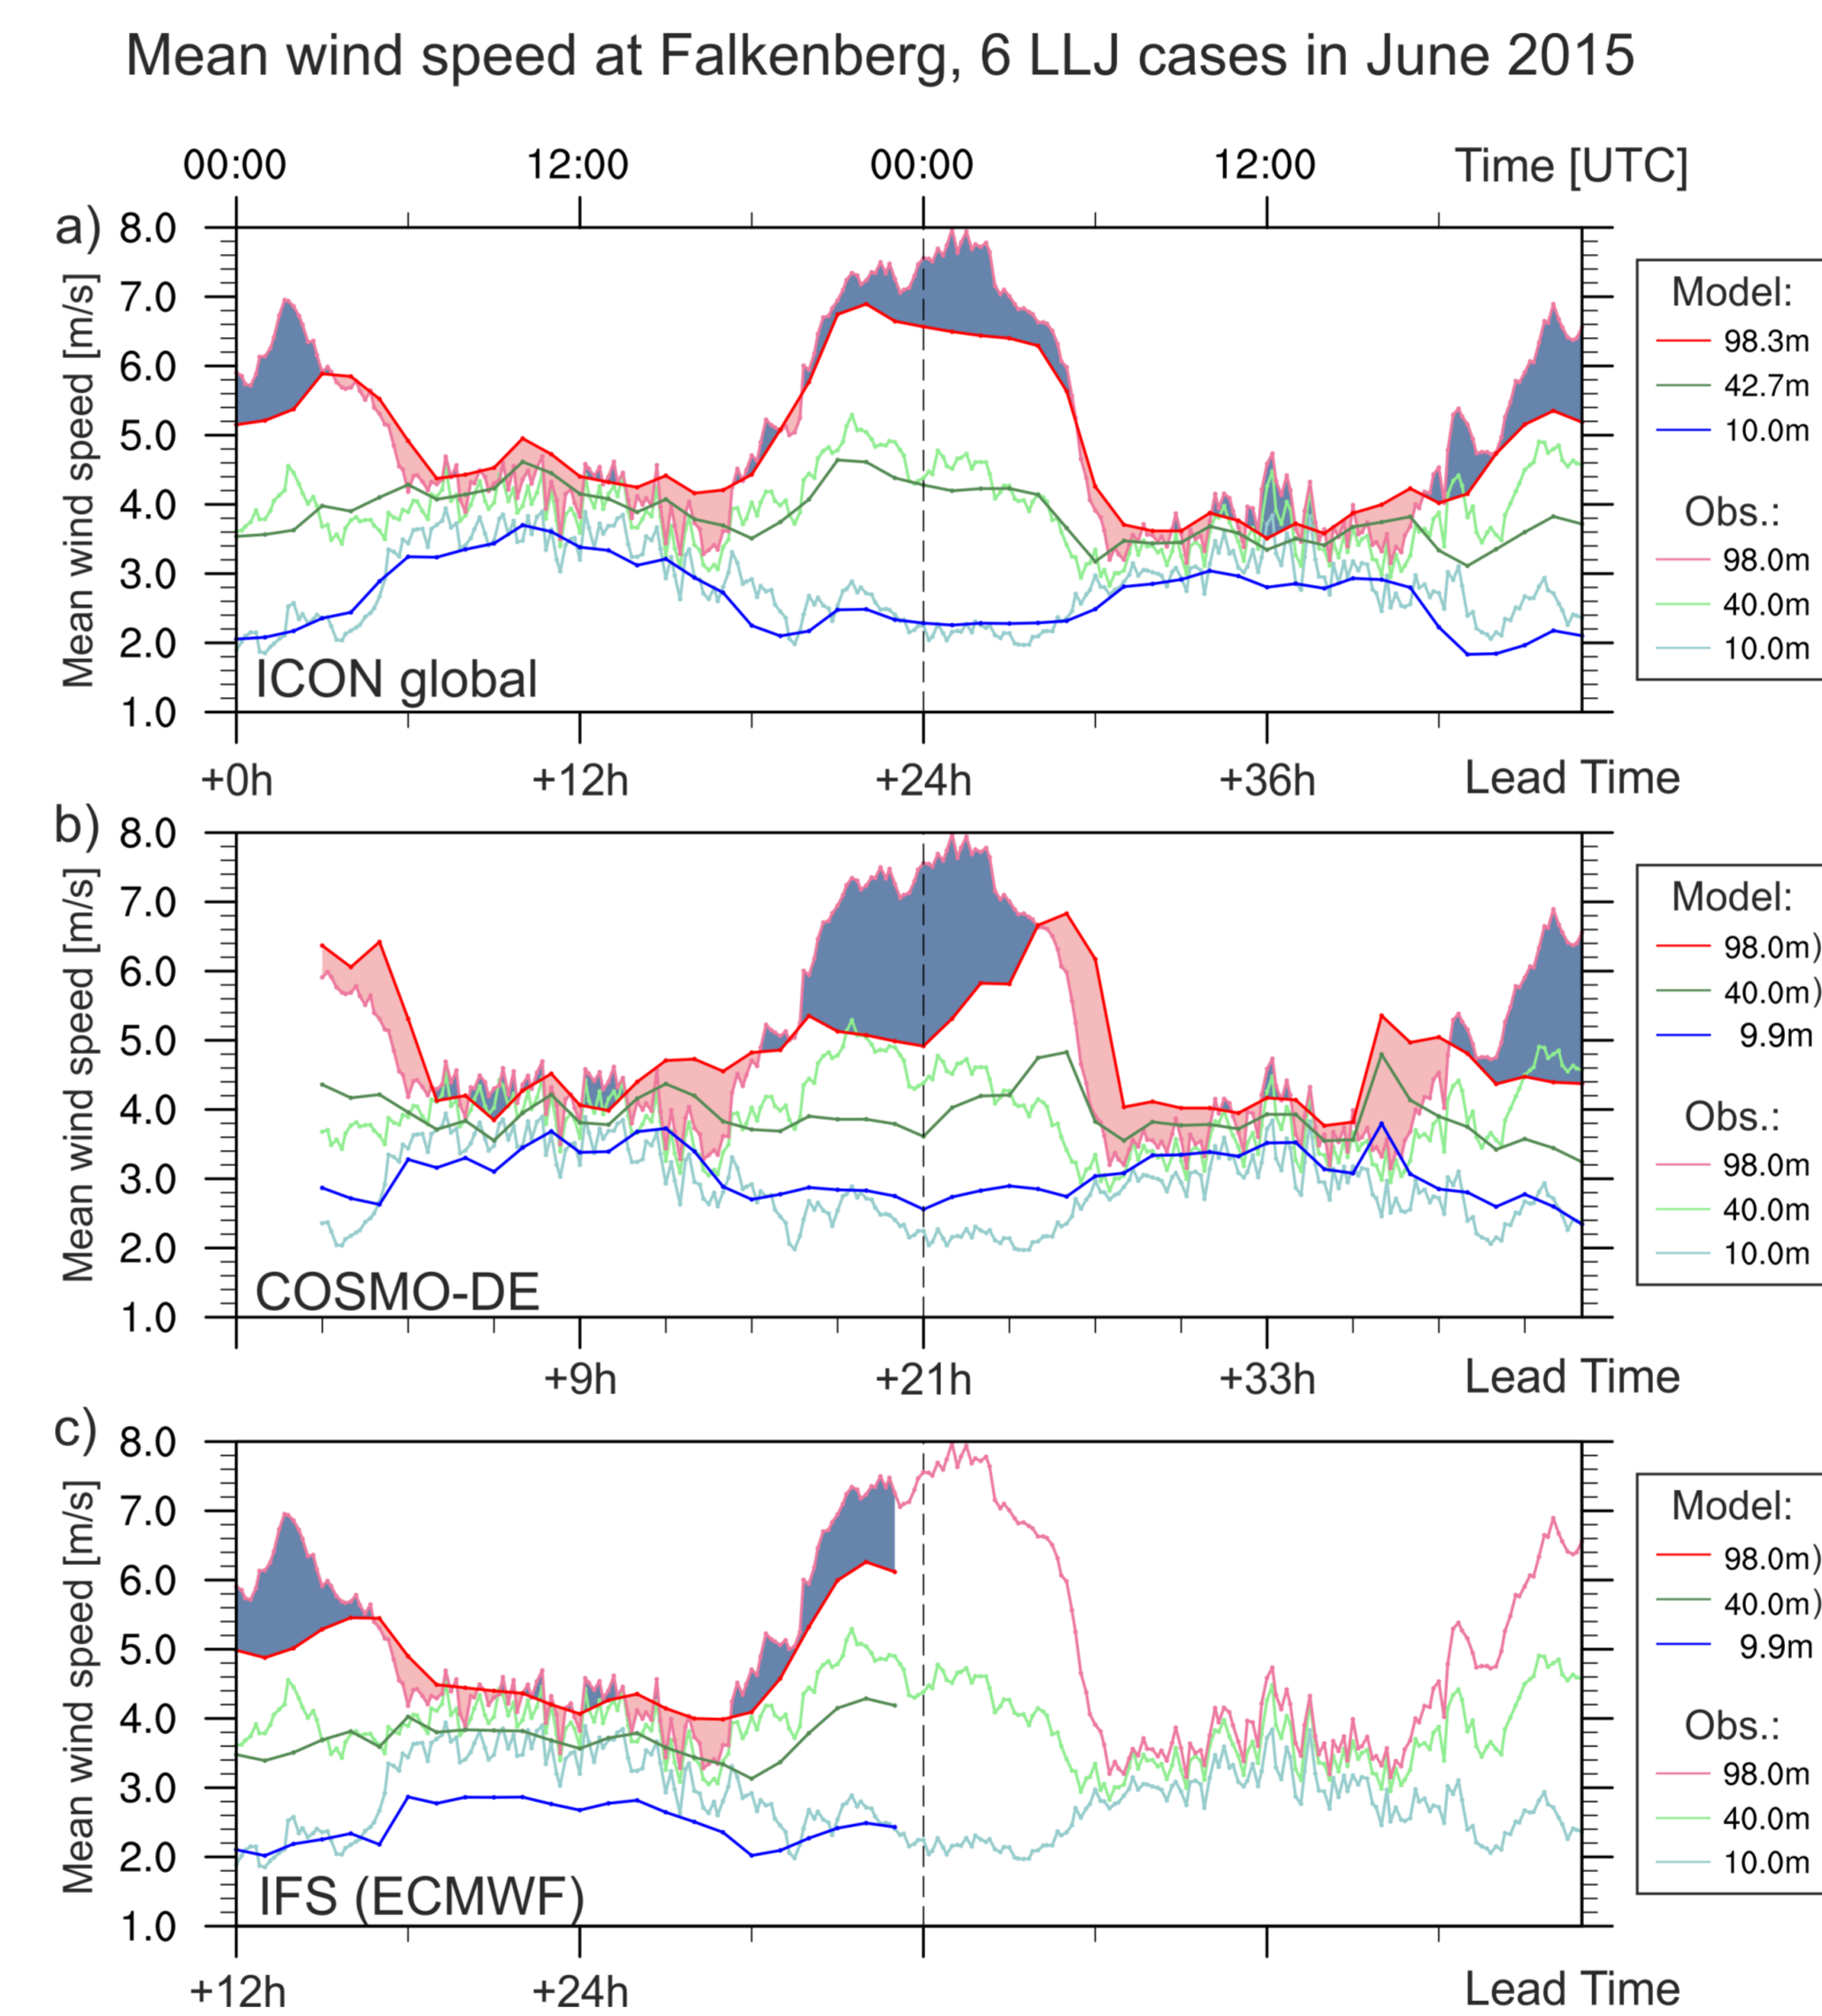 Mean wind speed at Falkenberg, 6 LLJ cases in June 2015
00:00 12:00 00:00 12:00 Time [UTC]
a)
Mean wind speed [m/s]
8.0
7.0
6.0
5.0
4.0
3.0
2.0
1.0
ICON global
Model:
98.3m
42.7m
10.0m
Obs.:
98.0m
40.0m
10.0m
+0h +12h +24h +36h Lead Time
b)
Mean wind speed [m/s]
8.0
7.0
6.0
5.0
4.0
3.0
2.0
1.0
COSMO-DE
Model:
98.0m)
40.0m)
9.9m
Obs.:
98.0m
40.0m
10.0m
+9h +21h +33h Lead Time
c)
Mean wind speed [m/s]
8.0
7.0
6.0
5.0
4.0
3.0
2.0
1.0
IFS (ECMWF)
Model:
98.0m)
40.0m)
9.9m
Obs.:
98.0m
40.0m
10.0m
+12h +24h Lead Time